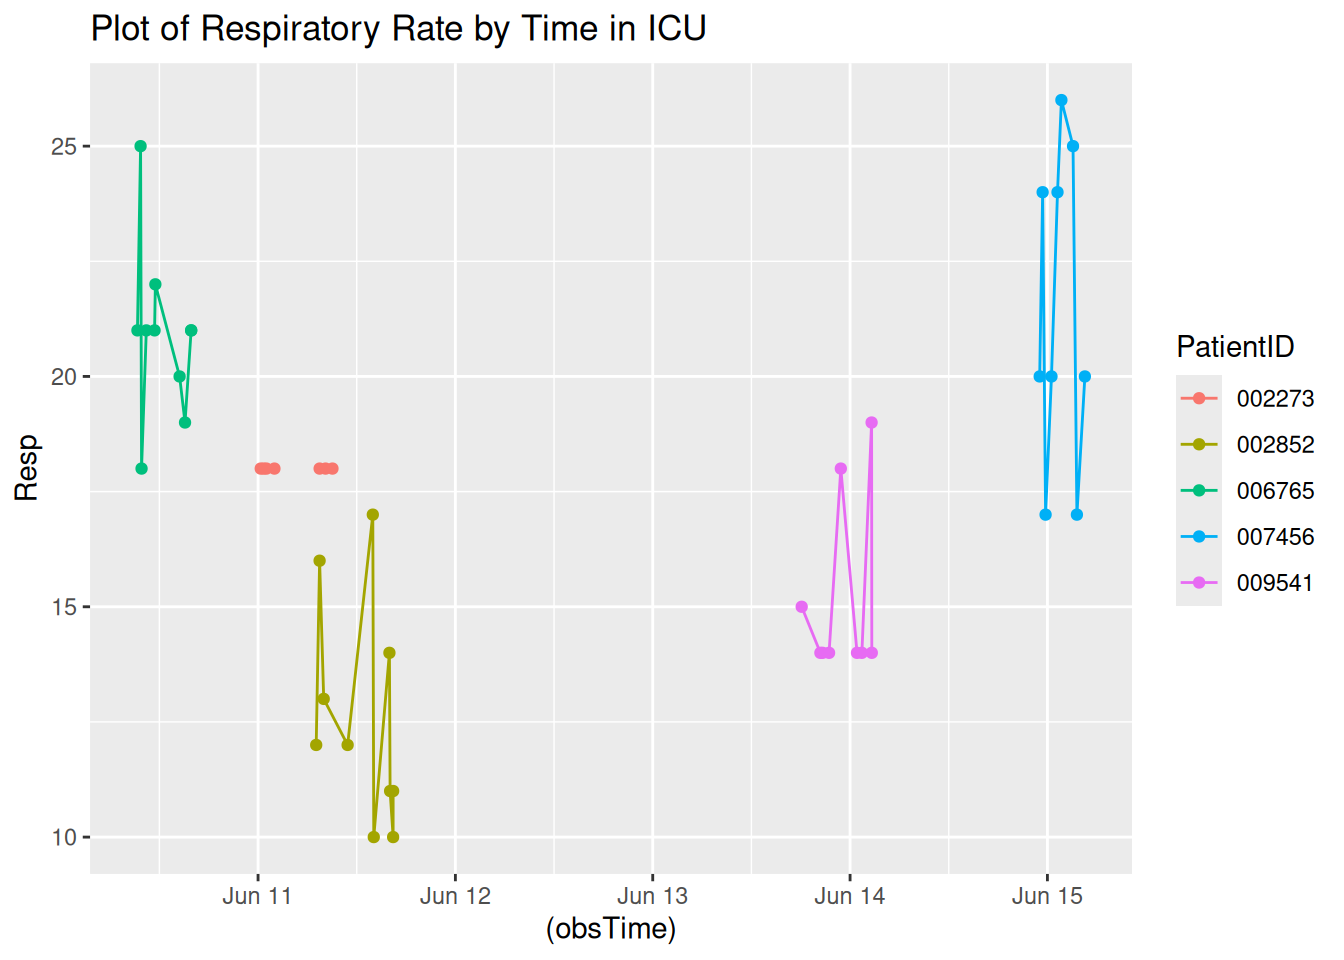 Plot of Respiratory Rate by Time in ICU
25
20
15
10
Resp
Jun 11 Jun 12 Jun 13 Jun 14 Jun 15
(obsTime)
PatientID
002273
002852
006765
007456
009541